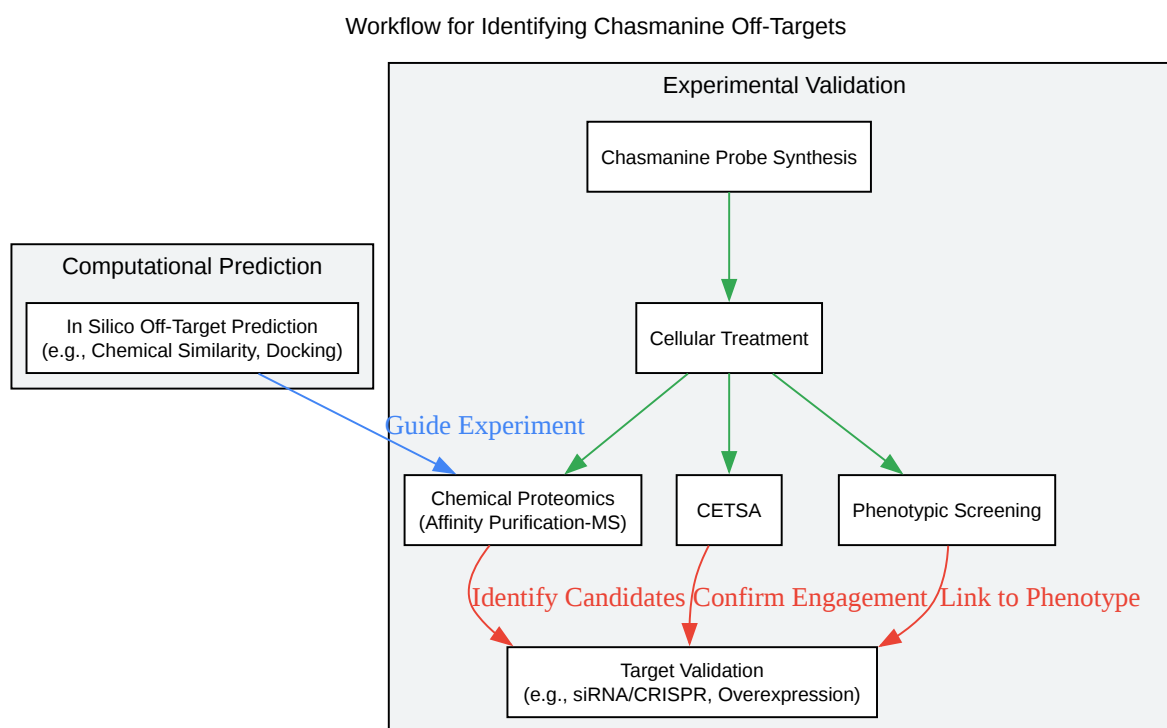 Workflow for Identifying Chasmanine Off-Targets
Experimental Validation
Chasmanine Probe Synthesis
Computational Prediction
In Silico Off-Target Prediction
(e.g., Chemical Similarity, Docking)
Cellular Treatment
Guide Experiment
Chemical Proteomics
(Affinity Purification-MS)
CETSA
Phenotypic Screening
Identify Candidates
Confirm Engagement
Link to Phenotype
Target Validation
(e.g., siRNA/CRISPR, Overexpression)